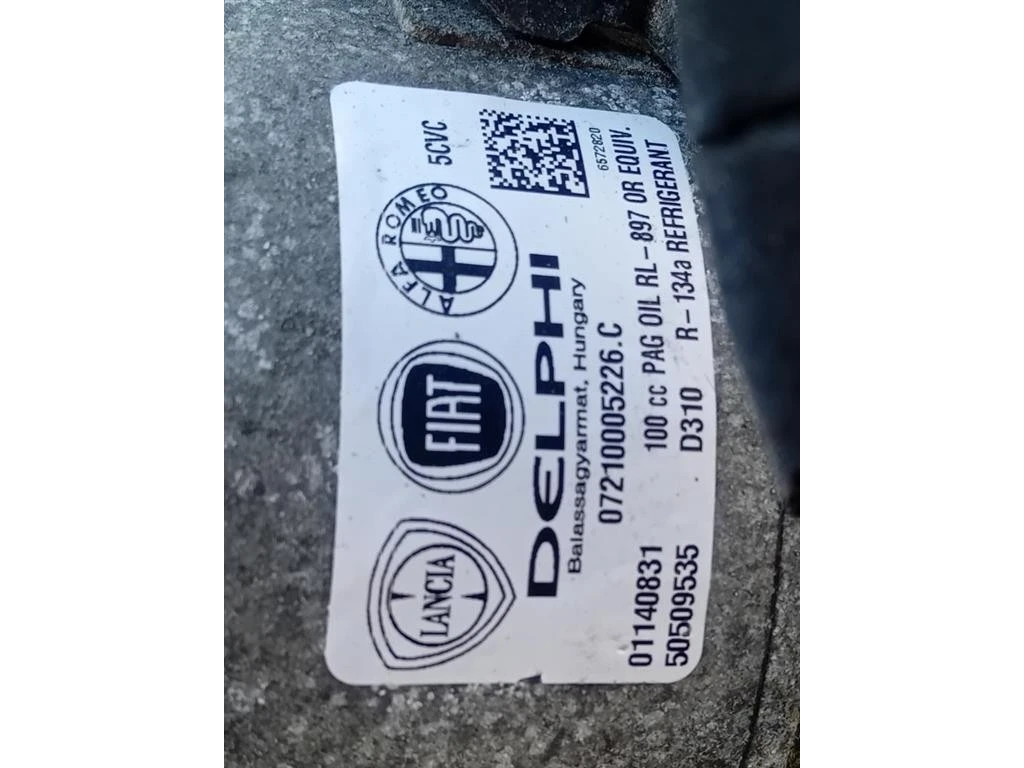 LANCIA
FIAT
ALFA ROMEO
5CVC
DELPHI
Balassagyarmat, Hungary
6572820
07210005226.C
01140831
100 cc PAG OIL RL-897 OR EQUIV.
50509535
D310
R-134a REFRIGERANT